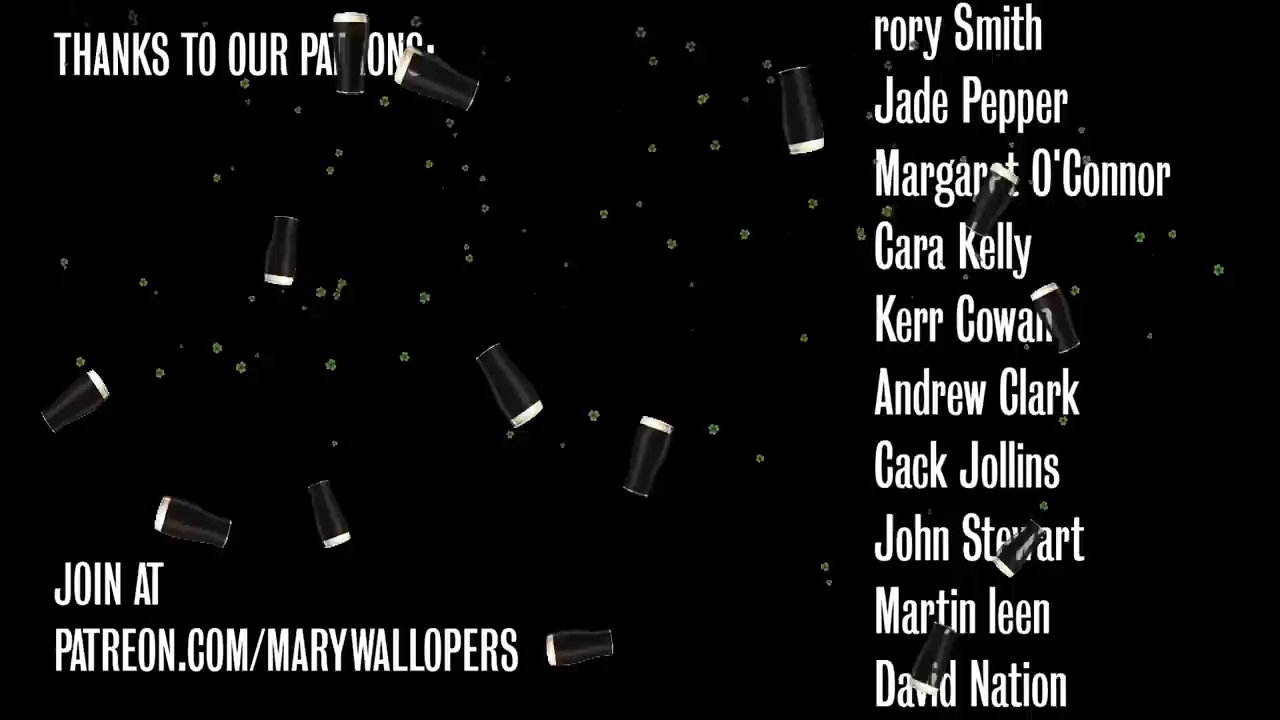 THANKS TO OUR PATRONS:
JOIN AT
PATREON.COM/MARYWALLOPERS
rory Smith
Jade Pepper
Margaret O'Connor
Cara Kelly
Kerr Cowan
Andrew Clark
Cack Jollins
John Stewart
Martin leen
David Nation